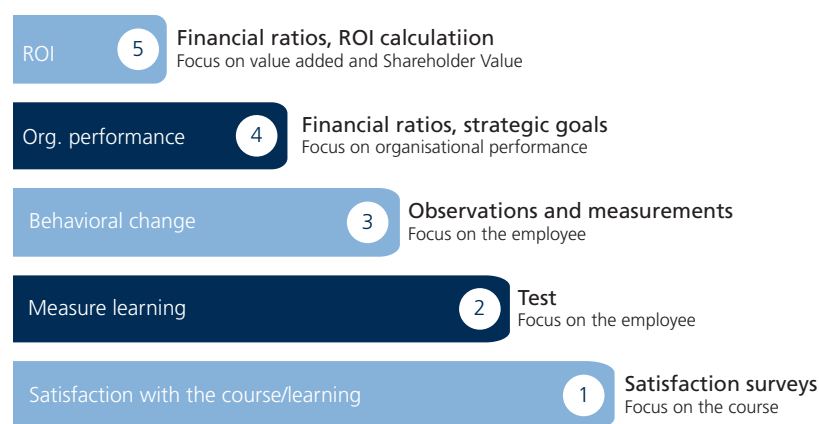 ROI
5
Financial ratios, ROI calculatiion
Focus on value added and Shareholder Value
Org. performance
4
Financial ratios, strategic goals
Focus on organisational performance
Behavioral change
3
Observations and measurements
Focus on the employee
Measure learning
2
Test
Focus on the employee
Satisfaction with the course/learning
1
Satisfaction surveys
Focus on the course